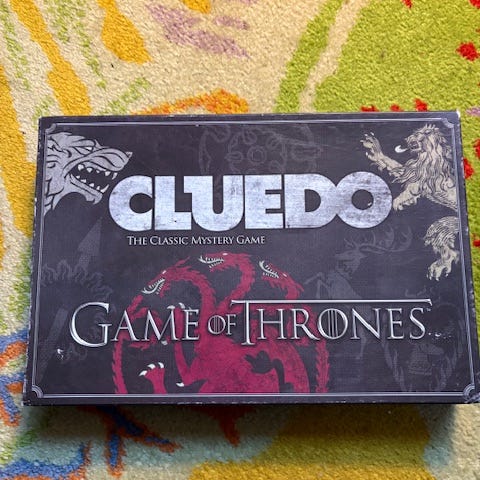 CLUEDO
THE CLASSIC MYSTERY GAME
GAME OF THRONES